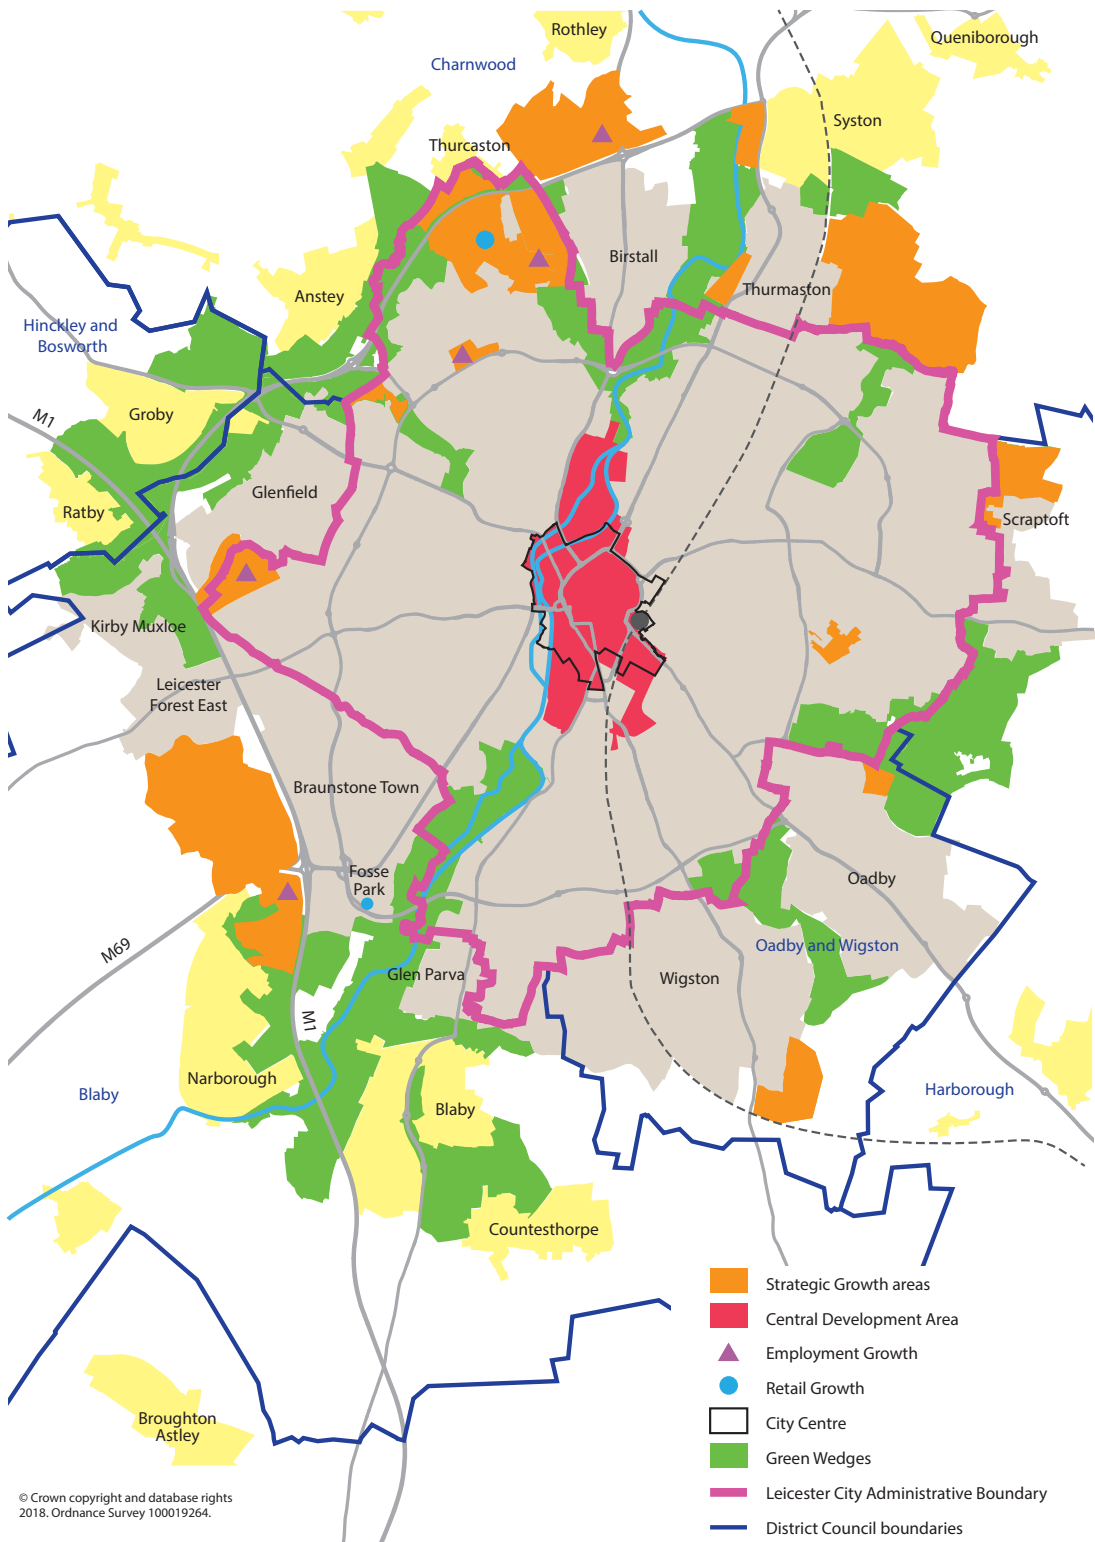 Rothley
Queniborough
Charnwood
Syston
Thurcaston
Birstall
Thurmaston
Anstey
Hinckley and
Bosworth
Groby
M1
Glenfield
Ratby
Scraptoft
Kirby Muxloe
Leicester
Forest East
Braunstone Town
Fosse
Park
Oadby
M69
Oadby and Wigston
Glen Parva
Wigston
M1
Narborough
Blaby
Blaby
Harborough
Countesthorpe
Strategic Growth areas
Central Development Area
Employment Growth
Retail Growth
City Centre
Green Wedges
Leicester City Administrative Boundary
District Council boundaries
Broughton
Astley
© Crown copyright and database rights
2018. Ordnance Survey 100019264.